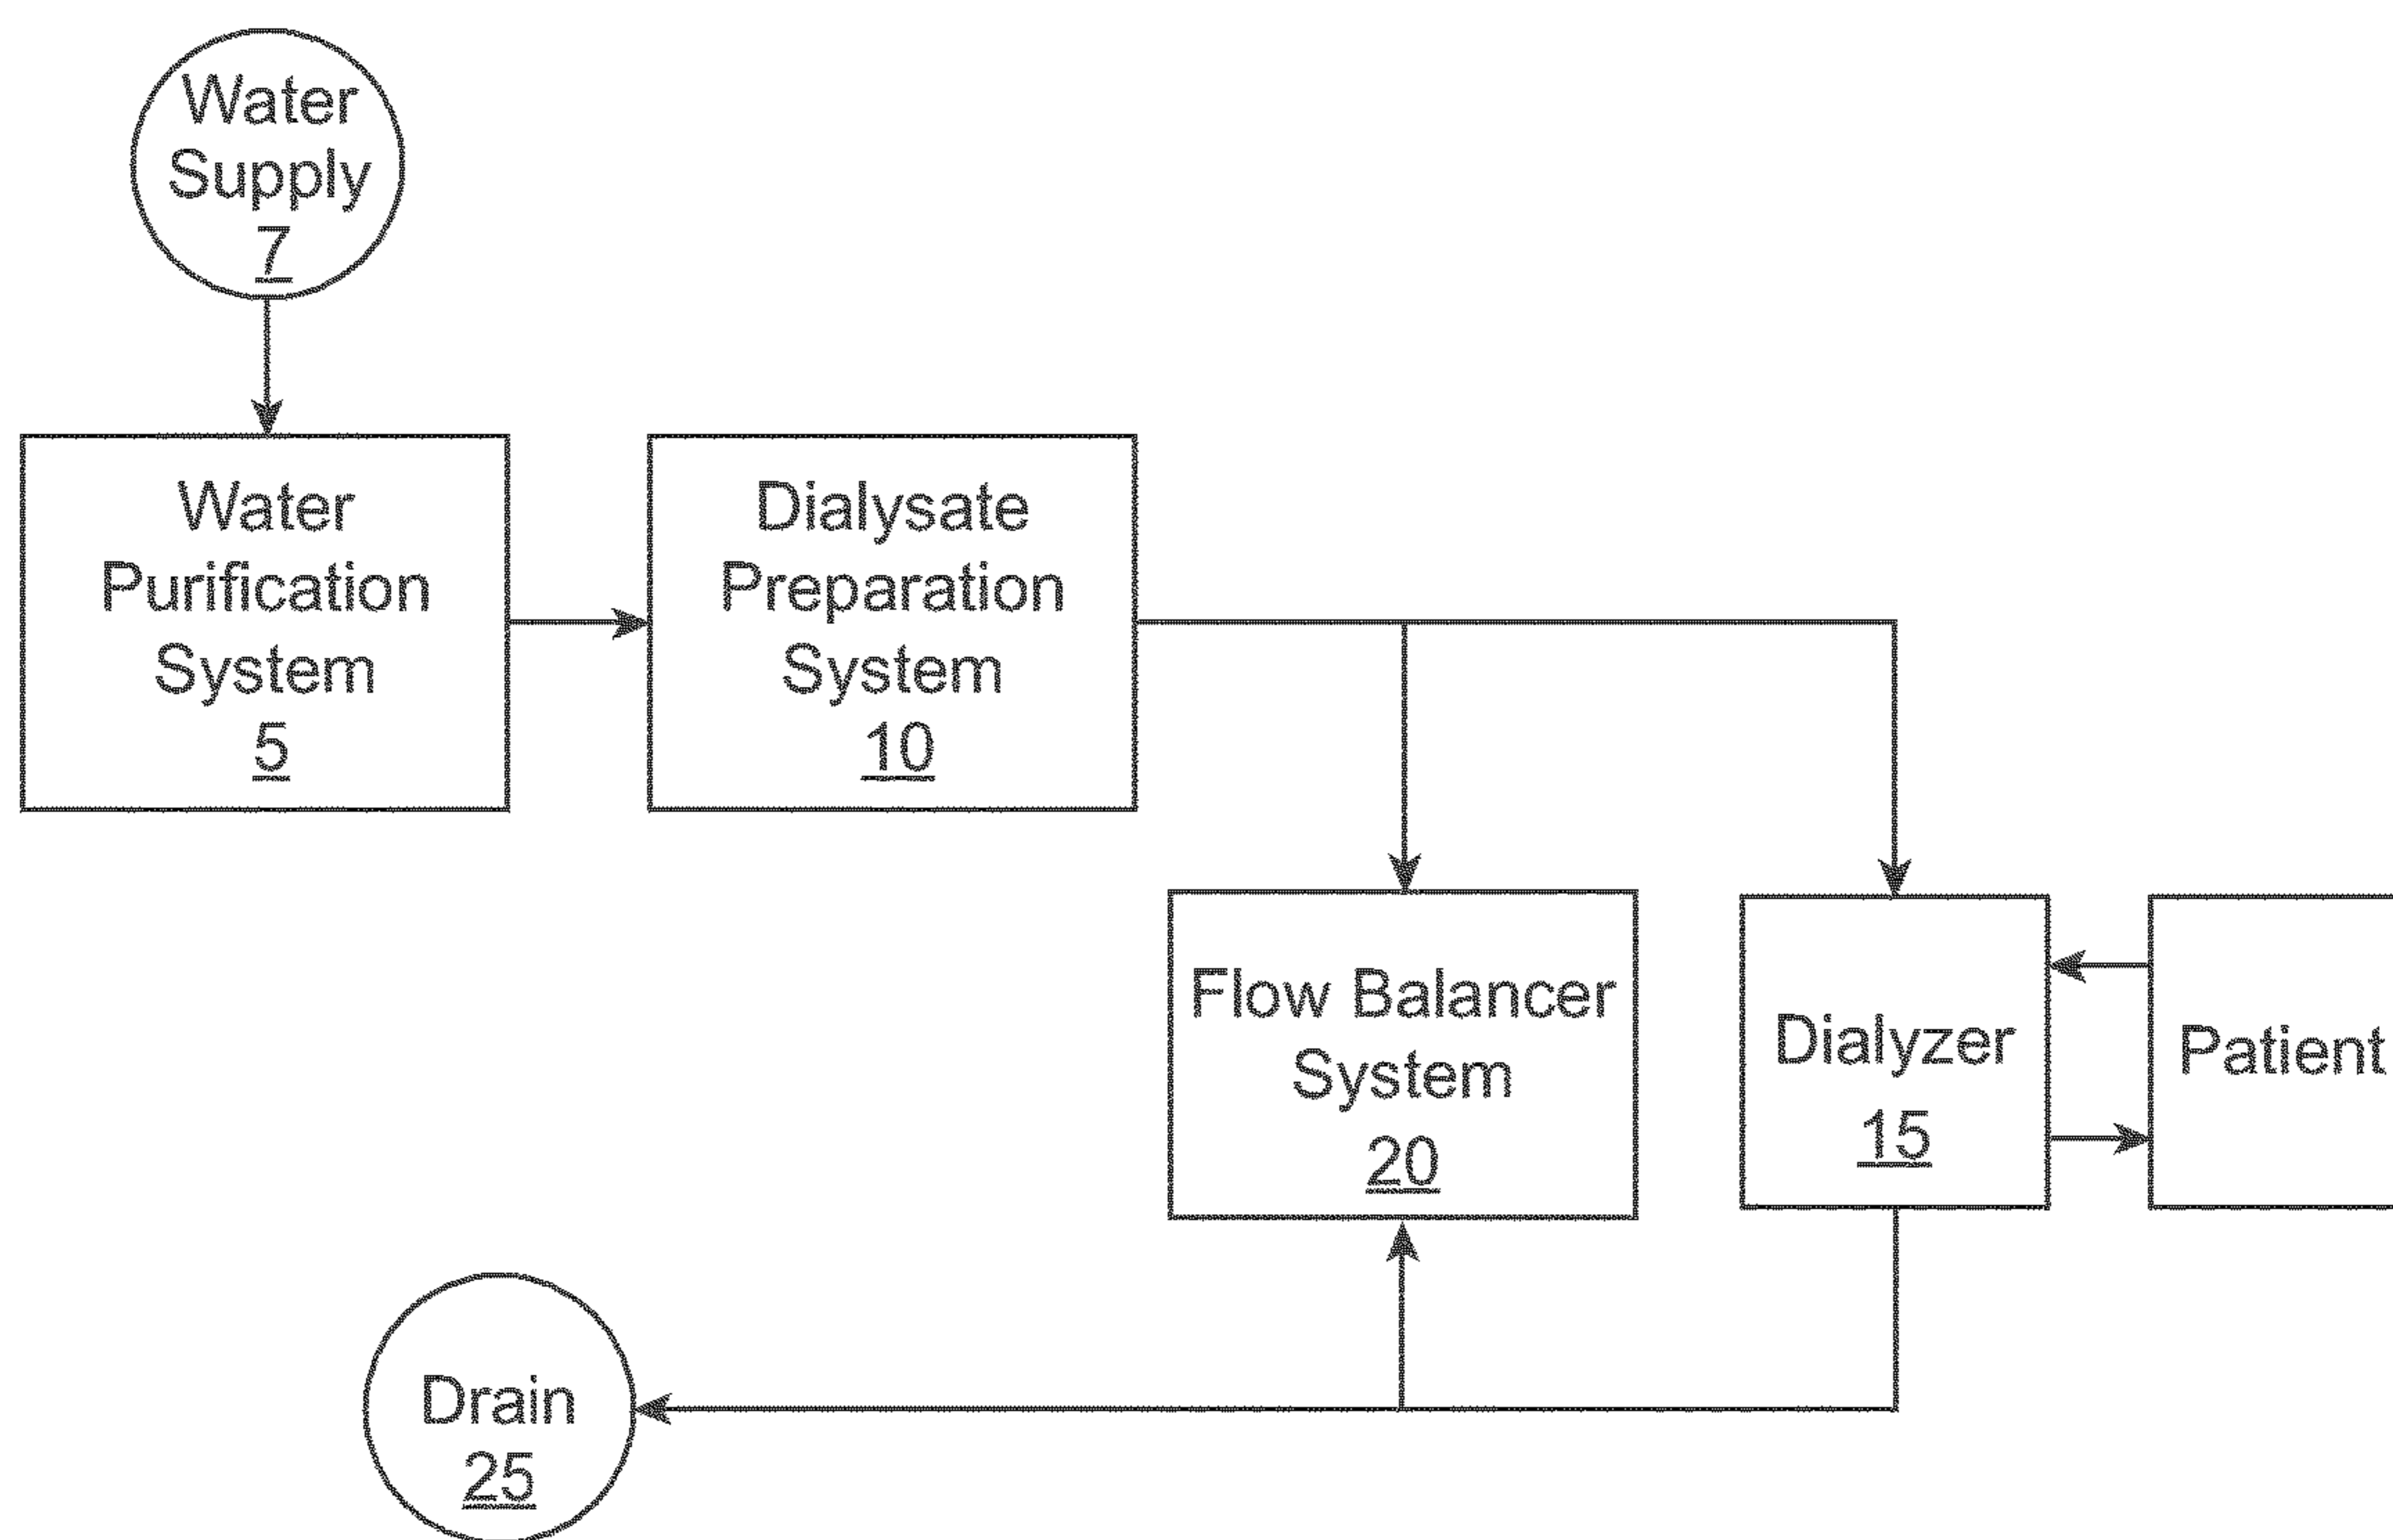 Water
Supply
7
Water
Purification
System
5
Dialysate
Preparation
System
10
Flow Balancer
System
20
Dialyzer
15
Patient
Drain
25